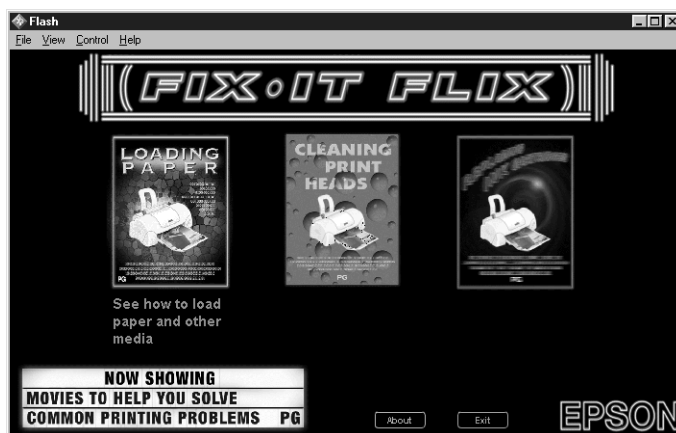 Flash
File View Control Help
FIX·IT FLIX
LOADING
PAPER
PG
CLEANING
PRINT
HEADS
PG
See how to load
paper and other
media
NOW SHOWING
MOVIES TO HELP YOU SOLVE
COMMON PRINTING PROBLEMS PG
About
Exit
EPSON